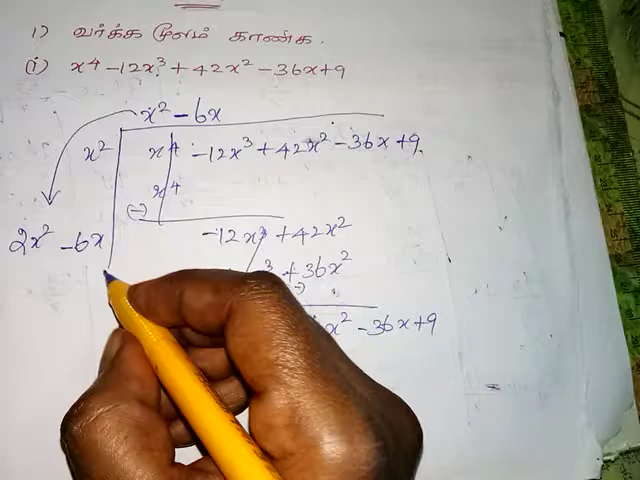 1) வர்க்க மூலம் காண்க.
(i) x⁴ -12x³ + 42x² - 36x + 9
x² - 6x
x² x⁴ -12x³ + 42x² - 36x + 9
x⁴
(-)
2x² - 6x -12x³ + 42x²
³ + 36x²
(-)
x² - 36x + 9